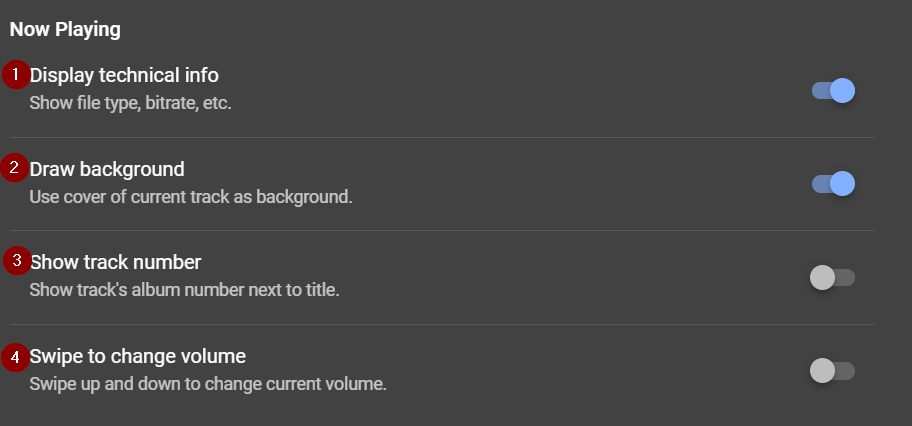 Now Playing
1 Display technical info
Show file type, bitrate, etc.
2 Draw background
Use cover of current track as background.
3 Show track number
Show track's album number next to title.
4 Swipe to change volume
Swipe up and down to change current volume.